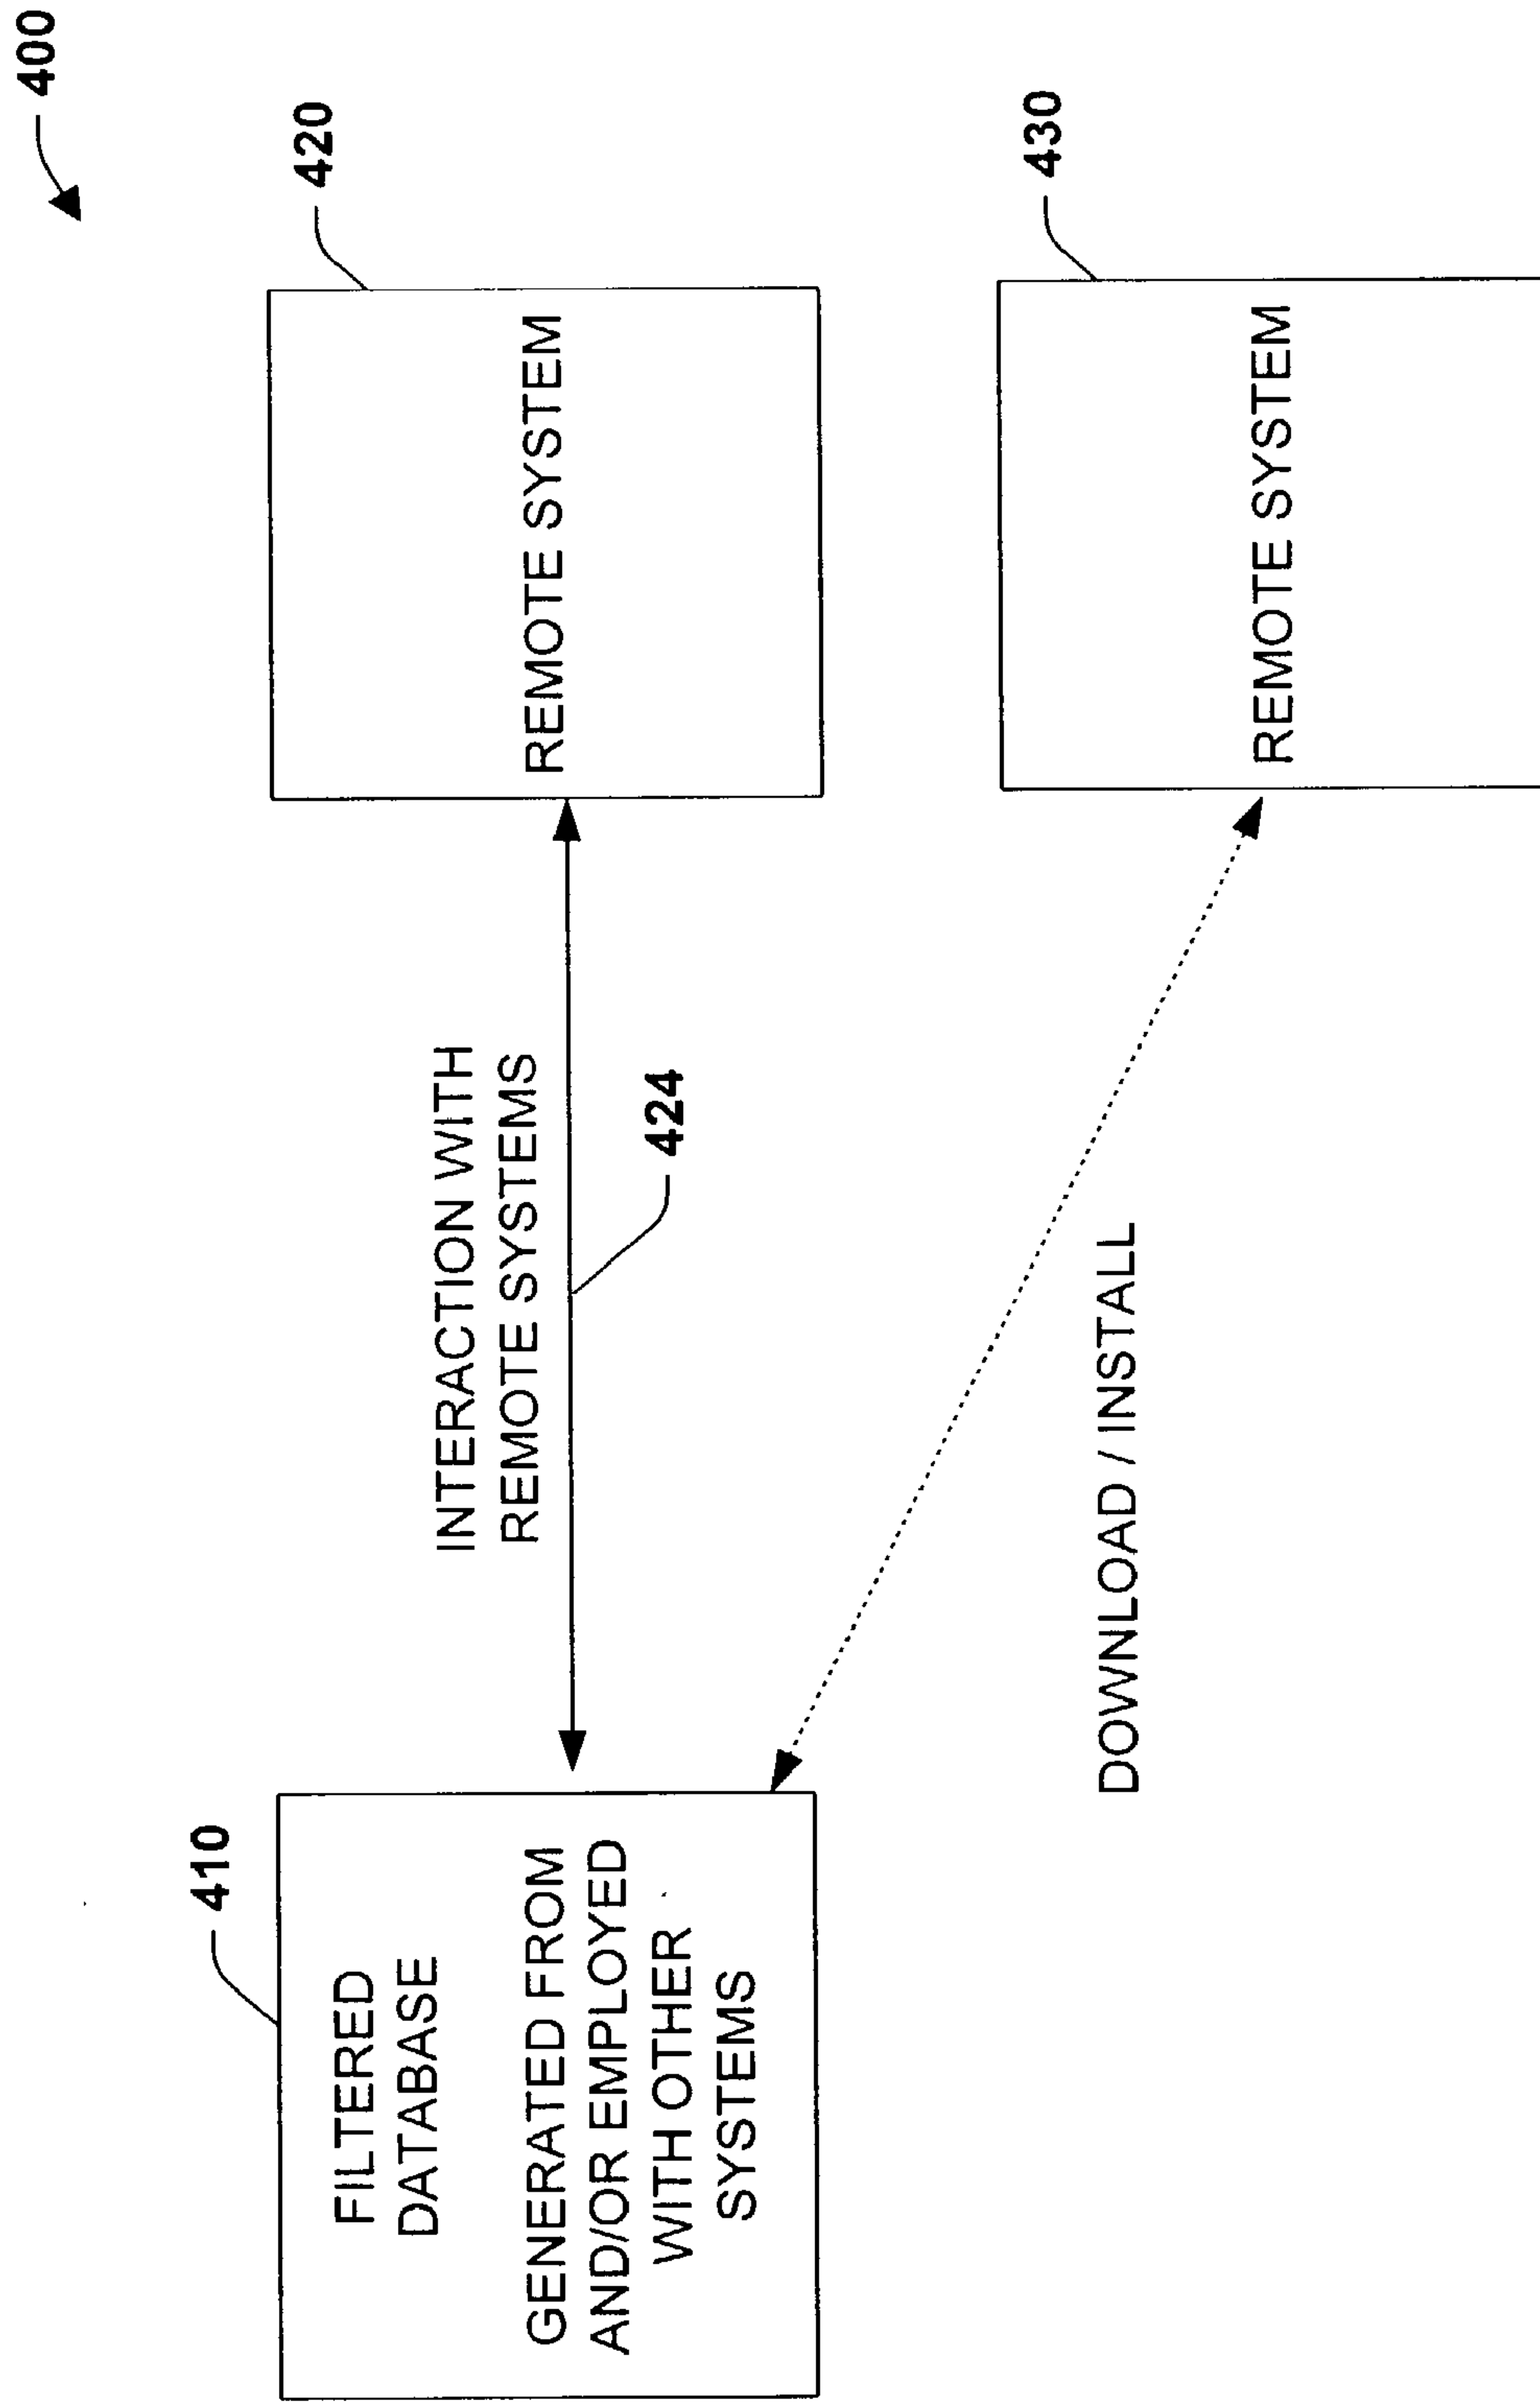 400
410
FILTERED
DATABASE
GENERATED FROM
AND/OR EMPLOYED
WITH OTHER
SYSTEMS
INTERACTION WITH
REMOTE SYSTEMS
424
420
REMOTE SYSTEM
DOWNLOAD / INSTALL
430
REMOTE SYSTEM